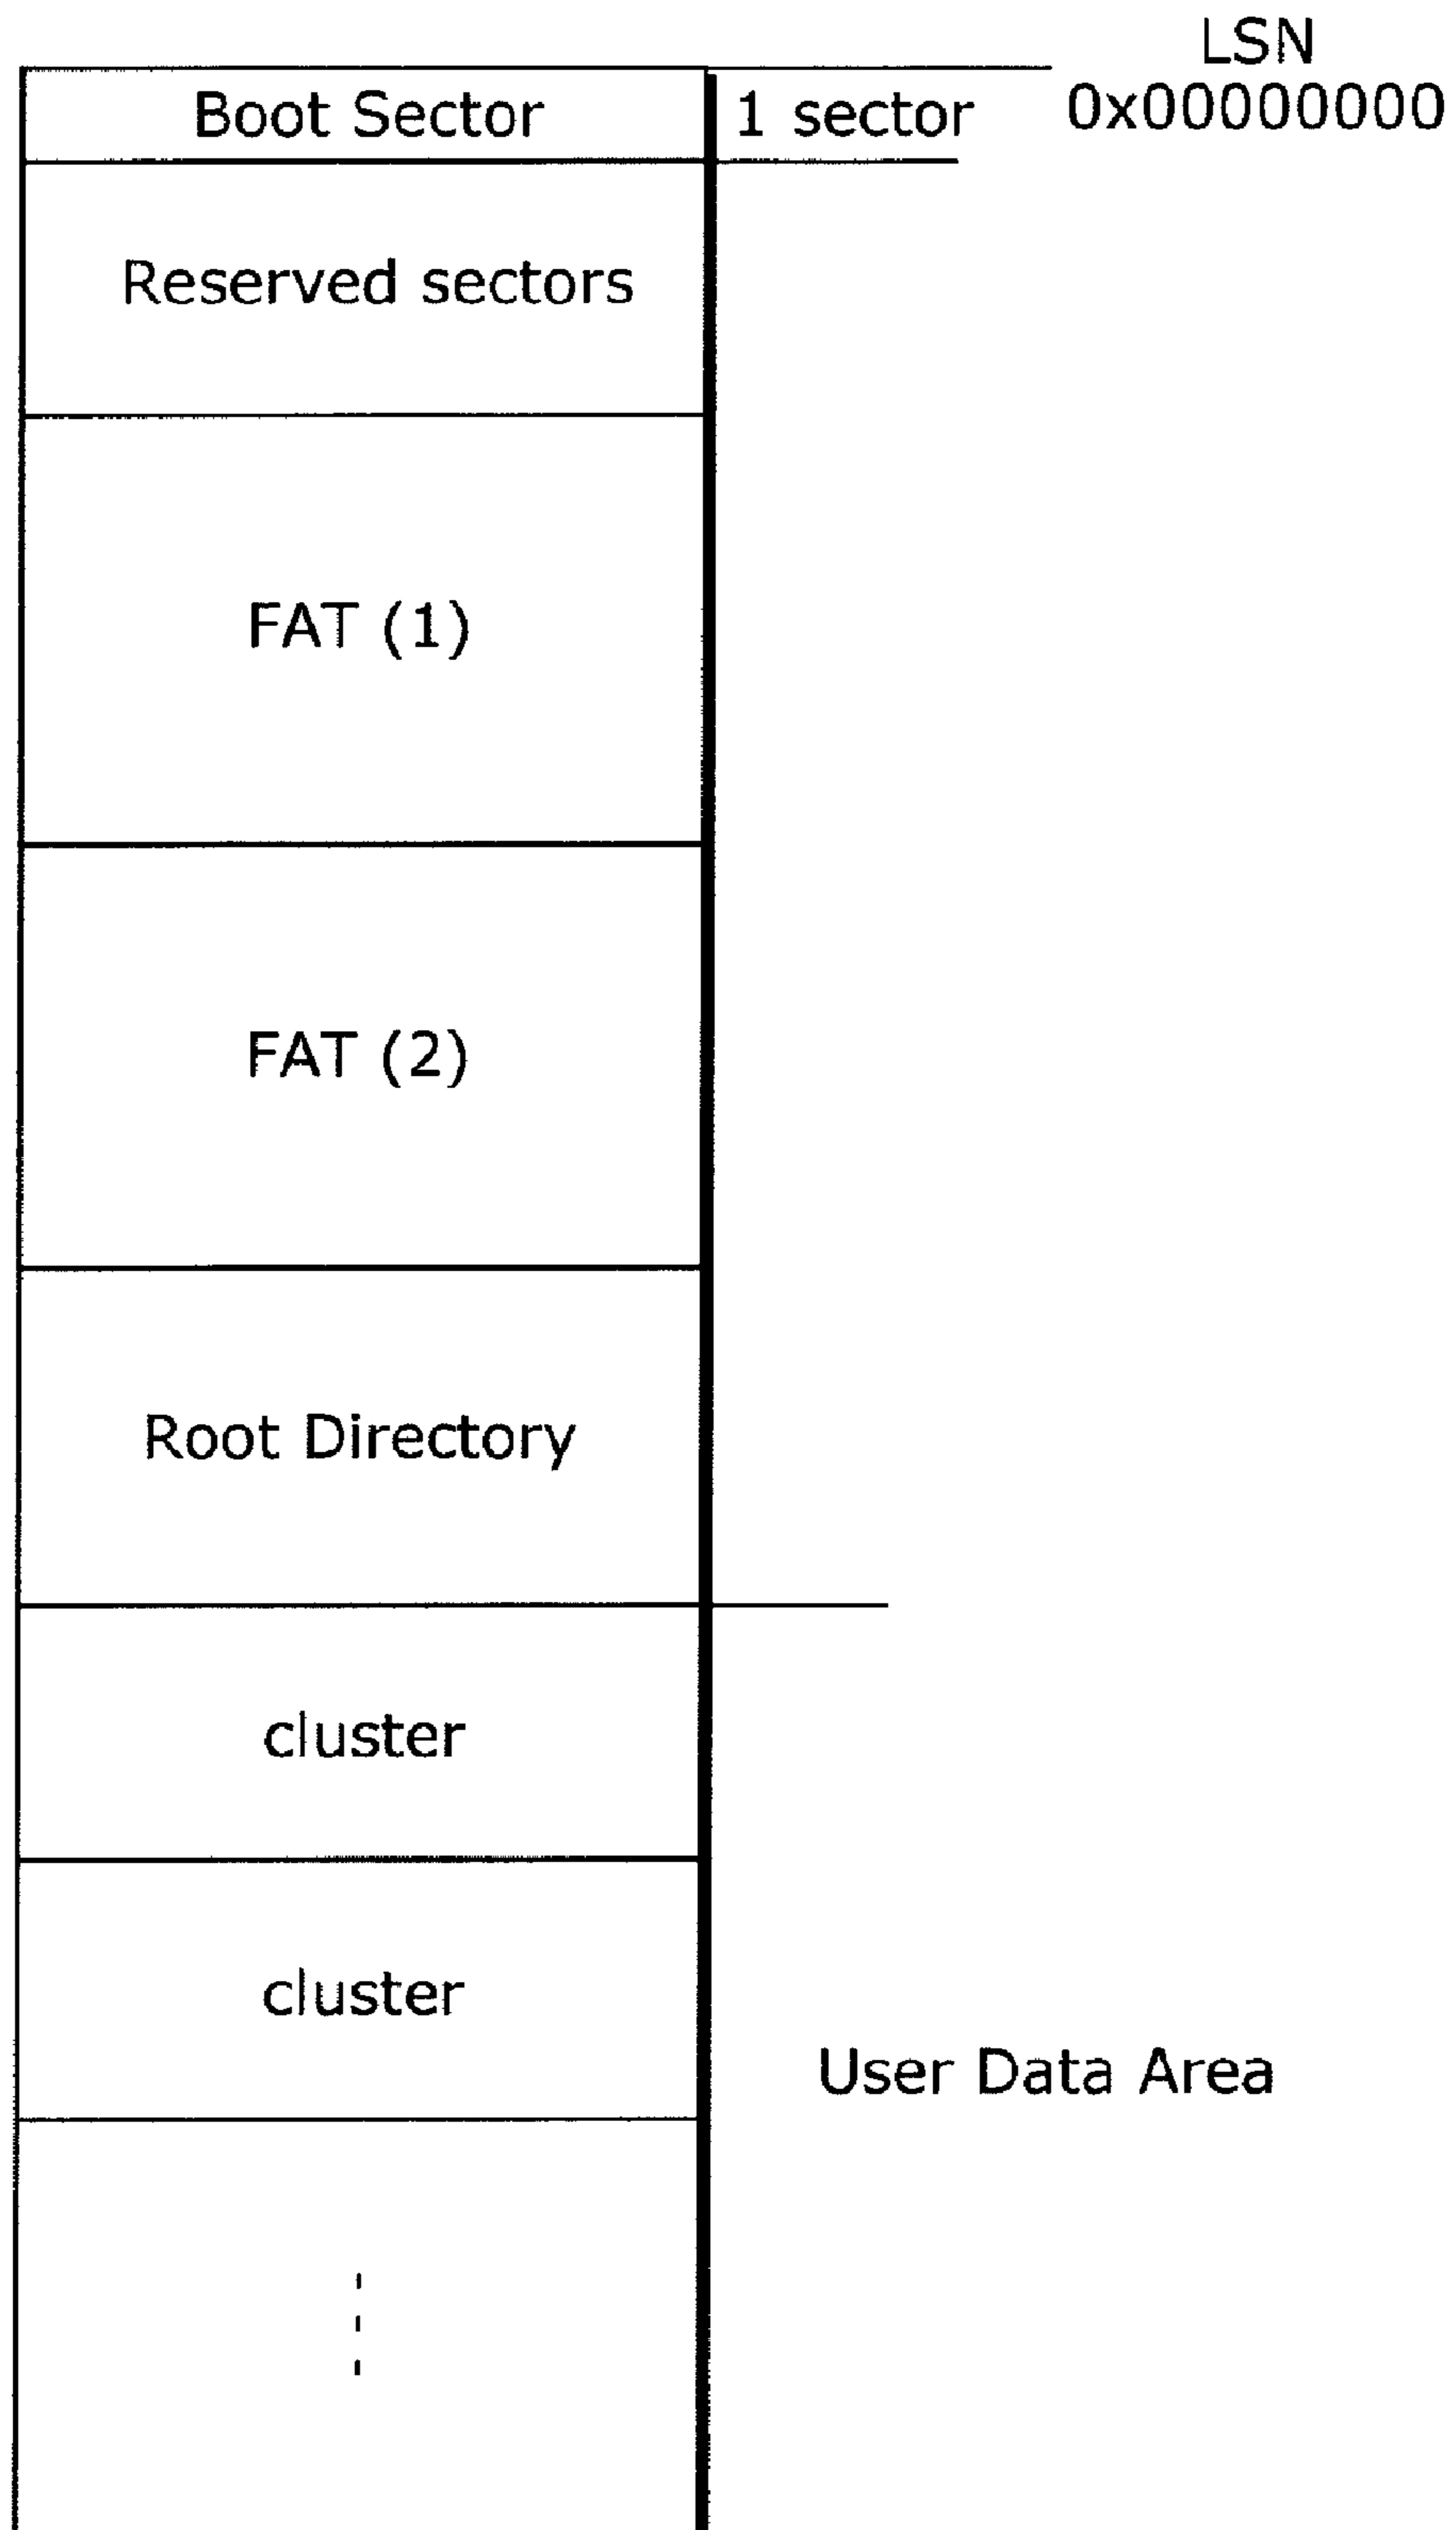 LSN
0x00000000
Boot Sector
1 sector
Reserved sectors
FAT (1)
FAT (2)
Root Directory
cluster
cluster
User Data Area